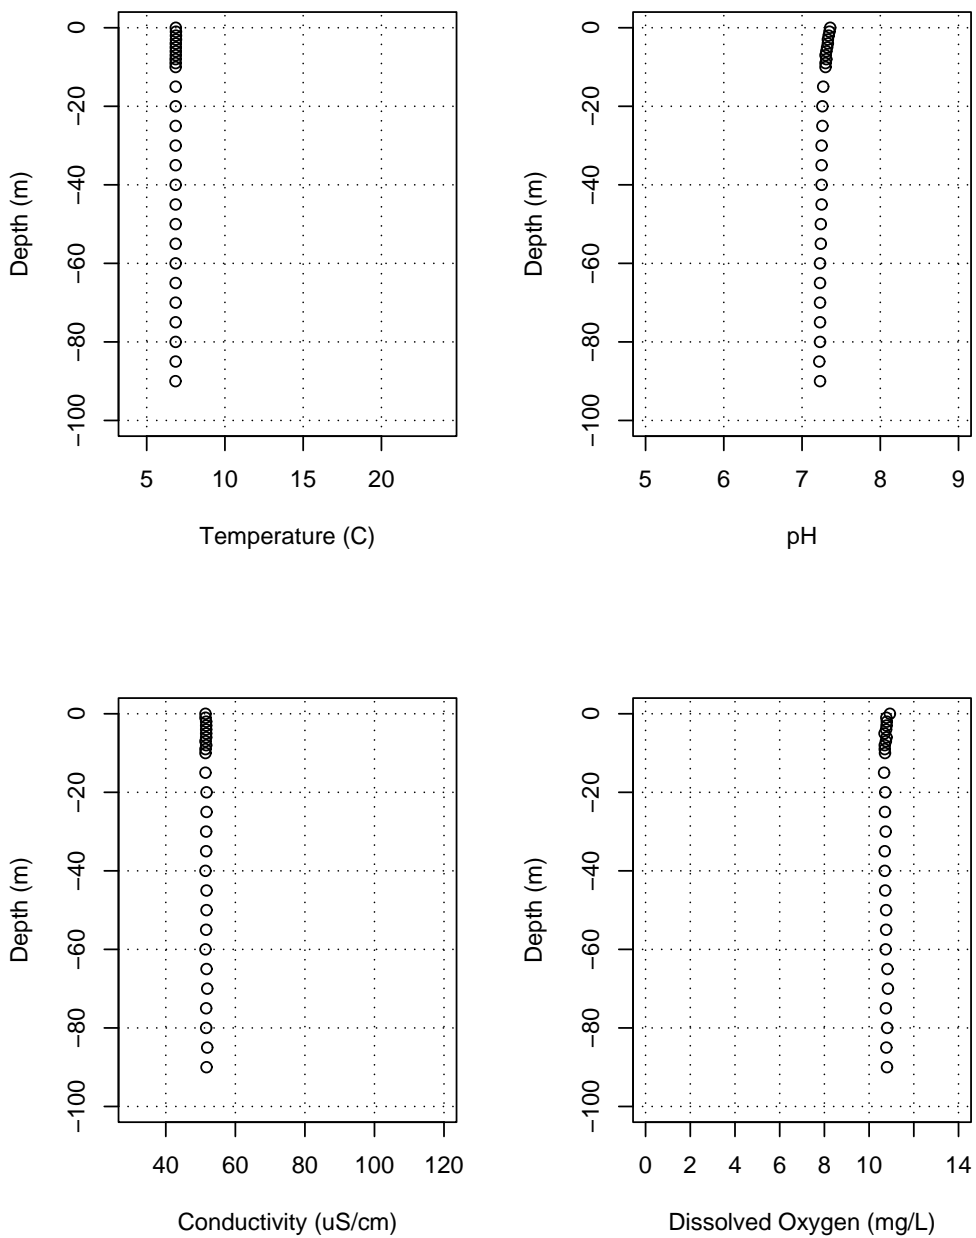 0
−20
−40
−60
−80
−100
Depth (m)
5 10 15 20
Temperature (C)
0
−20
−40
−60
−80
−100
Depth (m)
5 6 7 8 9
pH
0
−20
−40
−60
−80
−100
Depth (m)
40 60 80 100 120
Conductivity (uS/cm)
0
−20
−40
−60
−80
−100
Depth (m)
0 2 4 6 8 10 14
Dissolved Oxygen (mg/L)